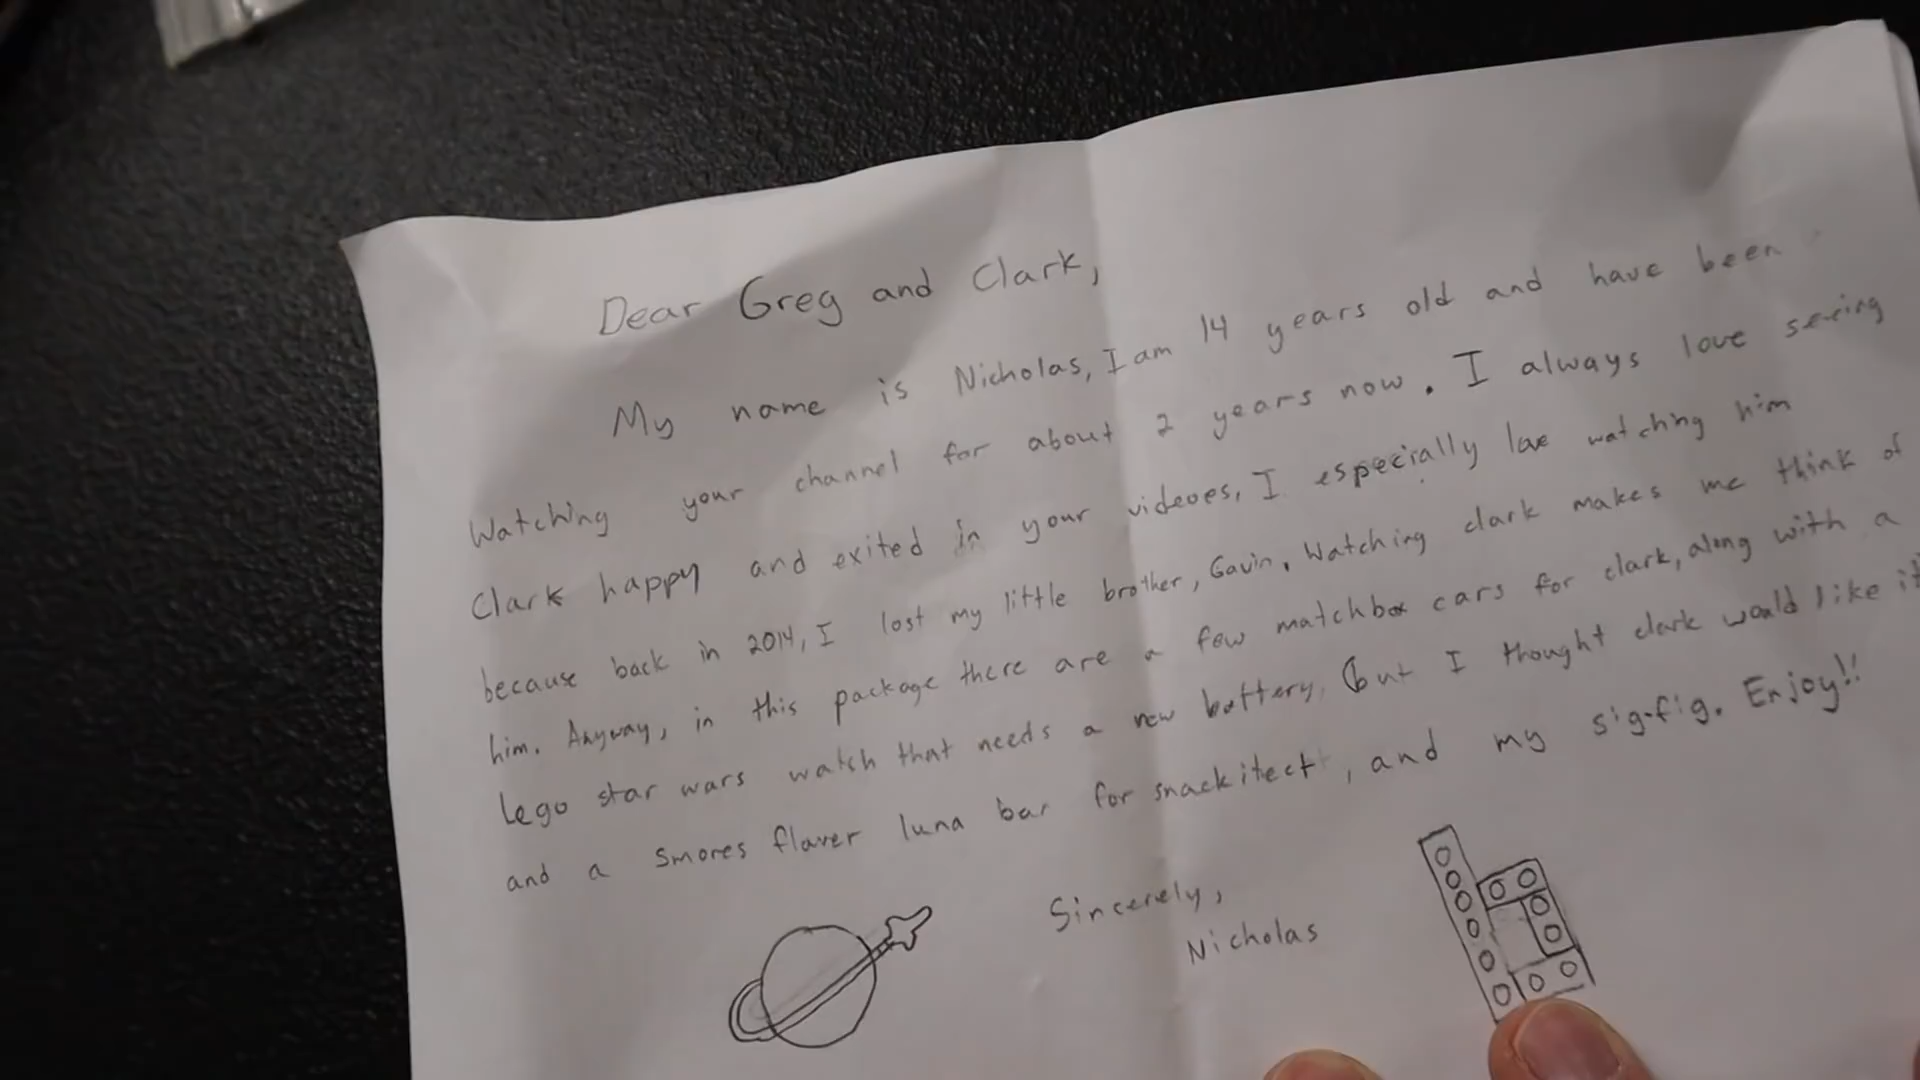 Dear Greg and Clark,
My name is Nicholas, I am 14 years old and have been
Watching your channel for about 2 years now. I always love seeing
Clark happy and exited in your videoes, I especially love watching him
because back in 2014, I lost my little brother, Gavin. Watching clark makes me think of
him. Anyway, in this package there are a few matchbox cars for clark, along with a
Lego star wars watch that needs a new battery, (but I thought clark would like it
and a smores flaver luna bar for snackitect, and my sig-fig. Enjoy!!
Sincerely,
Nicholas